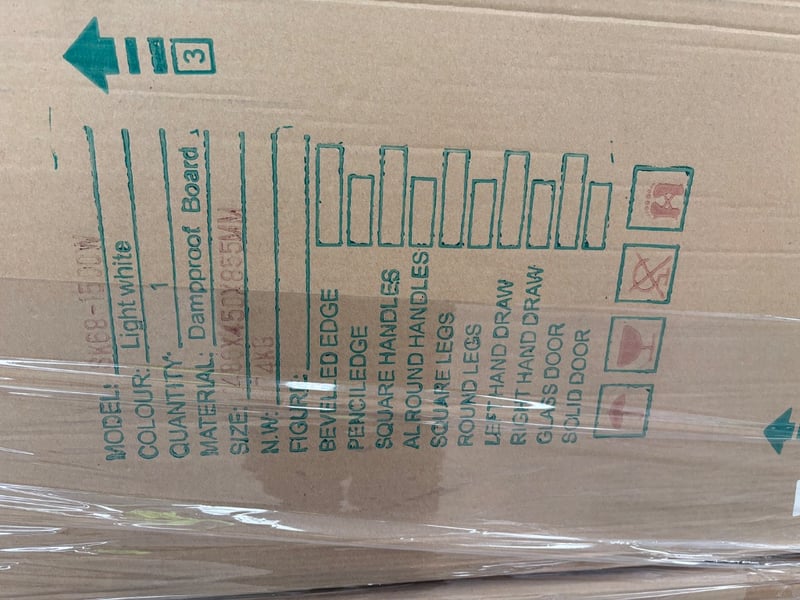 3
MODEL:
COLOUR: Light white
QUANTITY: 1
MATERIAL: Dampproof Board
SIZE:
N.W.:
FIGURE:
BEVELLED EDGE
PENCILEDGE
SQUARE HANDLES
ALROUND HANDLES
SQUARE LEGS
ROUND LEGS
LEFT HAND DRAW
RIGHT HAND DRAW
GLASS DOOR
SOLID DOOR